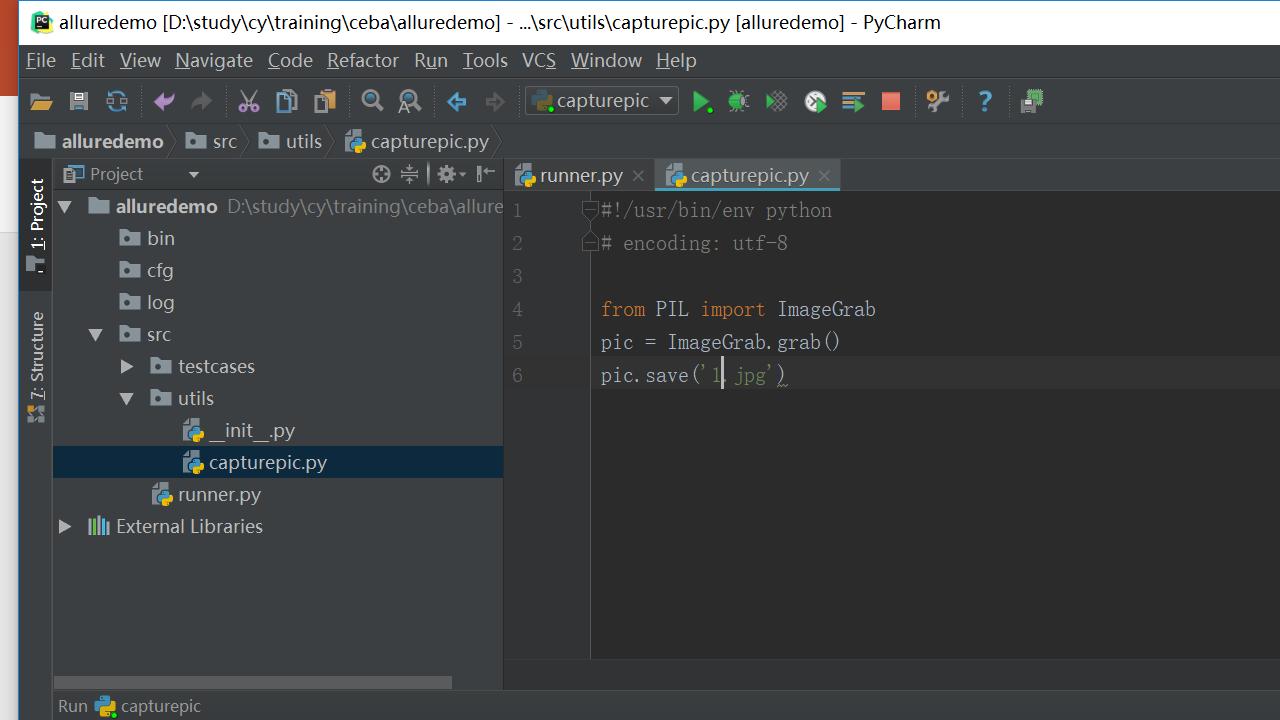 alluredemo [D:\study\cy\training\ceba\alluredemo] - ...\src\utils\capturepic.py [alluredemo] - PyCharm
File Edit View Navigate Code Refactor Run Tools VCS Window Help
capturepic
alluredemo src utils capturepic.py
1: Project
7: Structure
Project
alluredemo D:\study\cy\training\ceba\allure
bin
cfg
log
src
testcases
utils
__init__.py
capturepic.py
runner.py
External Libraries
runner.py capturepic.py
1 #!/usr/bin/env python
2 # encoding: utf-8
3
4 from PIL import ImageGrab
5 pic = ImageGrab.grab()
6 pic.save('1.jpg')
Run capturepic